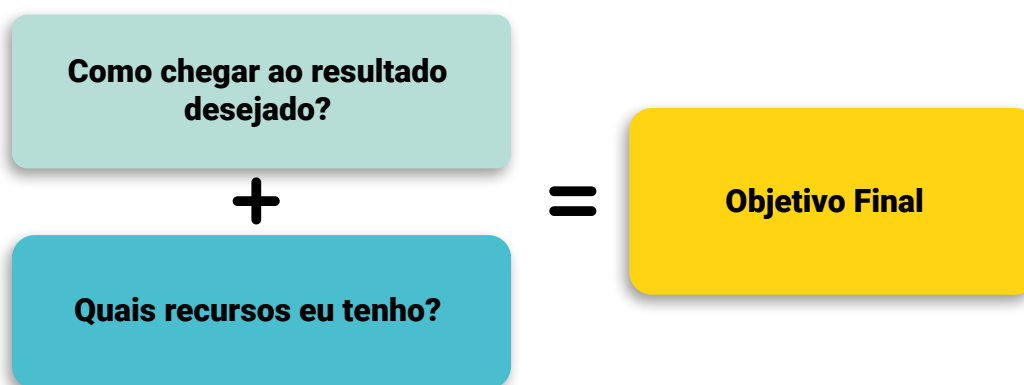 Como chegar ao resultado
desejado?
+
Quais recursos eu tenho?
=
Objetivo Final